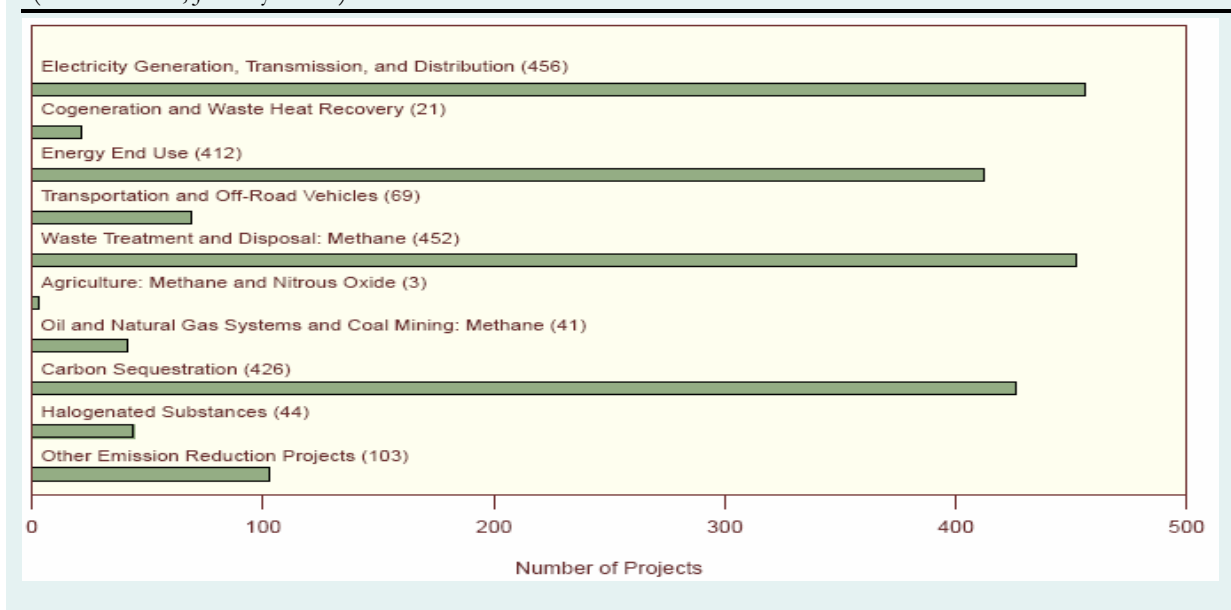 Electricity Generation, Transmission, and Distribution (456)
Cogeneration and Waste Heat Recovery (21)
Energy End Use (412)
Transportation and Off-Road Vehicles (69)
Waste Treatment and Disposal: Methane (452)
Agriculture: Methane and Nitrous Oxide (3)
Oil and Natural Gas Systems and Coal Mining: Methane (41)
Carbon Sequestration (426)
Halogenated Substances (44)
Other Emission Reduction Projects (103)
0 100 200 300 400 500
Number of Projects